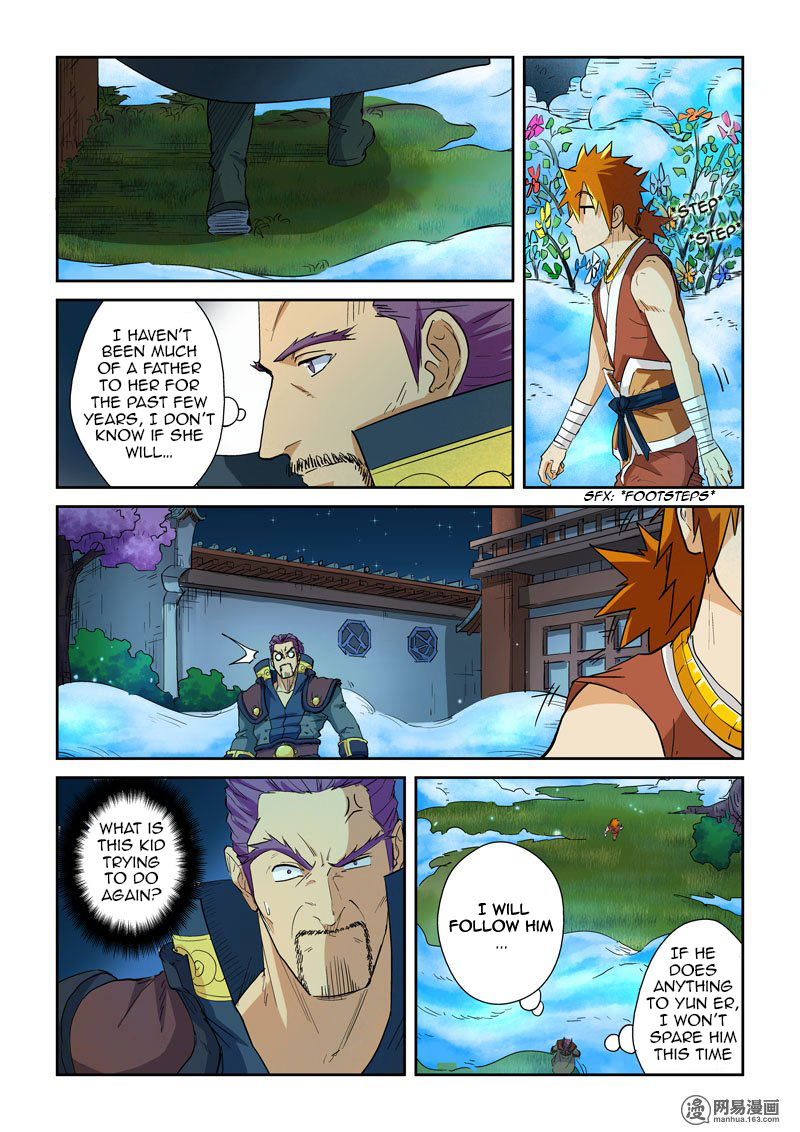 *STEP*
*STEP*
SFX: *FOOTSTEPS*
I HAVEN'T
BEEN MUCH
OF A FATHER
TO HER FOR
THE PAST FEW
YEARS, I DON'T
KNOW IF SHE
WILL...
WHAT IS
THIS KID
TRYING
TO DO
AGAIN?
I WILL
FOLLOW HIM
...
IF HE
DOES
ANYTHING
TO YUN ER,
I WON'T
SPARE HIM
THIS TIME
漫 网易漫画
manhua.163.com